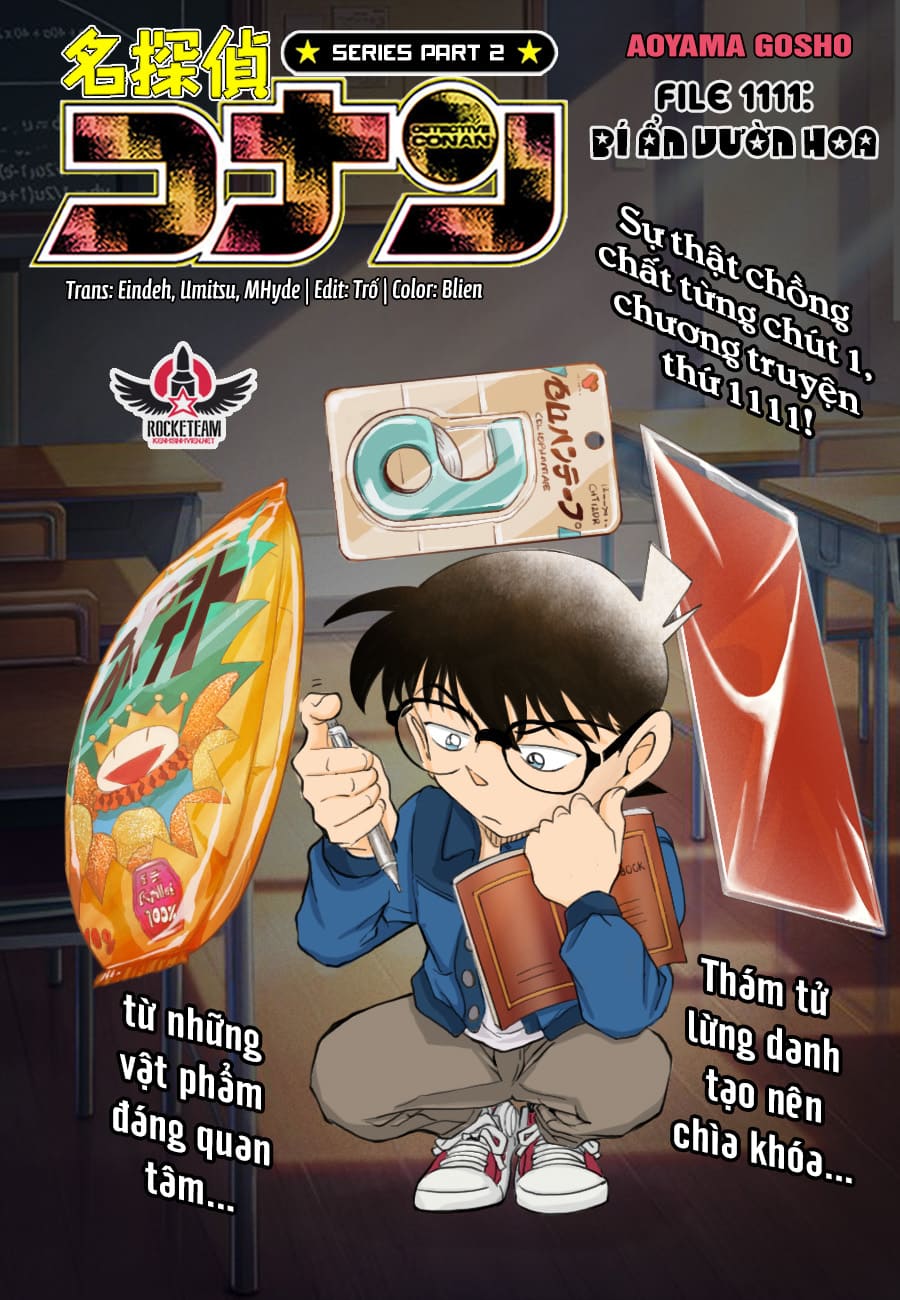 名探偵
コナン
DETECTIVE
CONAN
★ SERIES PART 2 ★
AOYAMA GOSHO
FILE 1111:
BÍ ẨN VƯỜN HOA
Trans: Eindeh, Umitsu, MHyde | Edit: Trố | Color: Blien
Sự thật chồng
chất từng chút 1,
chương truyện
thứ 1111!
ROCKETEAM
KENHSINHVIEN.NET
セロハンテープ
BOOK
100%
Thám tử
lừng danh
tạo nên
chìa khóa...
từ những
vật phẩm
đáng quan
tâm...